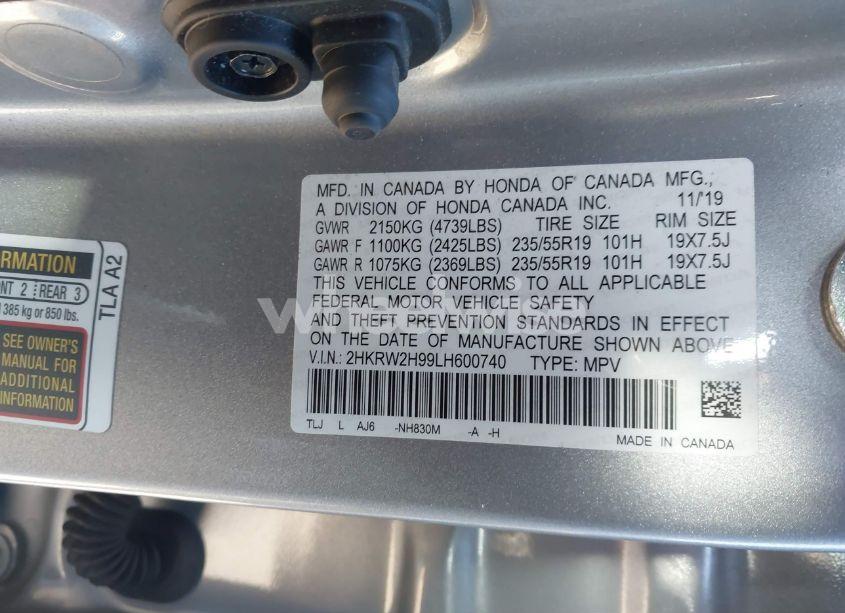 MFD. IN CANADA BY HONDA OF CANADA MFG.,
A DIVISION OF HONDA CANADA INC. 11/'19
GVWR 2150KG (4739LBS) TIRE SIZE RIM SIZE
GAWR F 1100KG (2425LBS) 235/55R19 101H 19X7.5J
GAWR R 1075KG (2369LBS) 235/55R19 101H 19X7.5J
THIS VEHICLE CONFORMS TO ALL APPLICABLE
FEDERAL MOTOR VEHICLE SAFETY
AND THEFT PREVENTION STANDARDS IN EFFECT
ON THE DATE OF MANUFACTURE SHOWN ABOVE
V.I.N.: 2HKRW2H99LH600740 TYPE: MPV
TLJ L AJ6 -NH830M -A -H
MADE IN CANADA
2 REAR 3
385 kg or 850 lbs.
SEE OWNER'S
MANUAL FOR
ADDITIONAL
INFORMATION
TLA A2